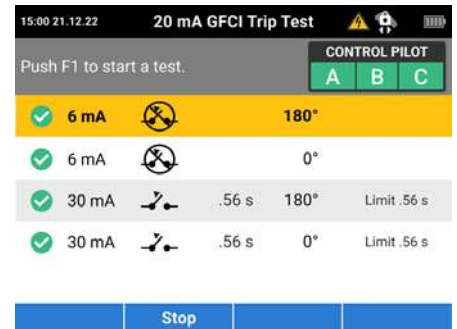 15:00 21.12.22 20 mA GFCI Trip Test
CONTROL PILOT
Push F1 to start a test.
A B C
6 mA 180°
6 mA 0°
30 mA .56 s 180° Limit .56 s
30 mA .56 s 0° Limit .56 s
Stop